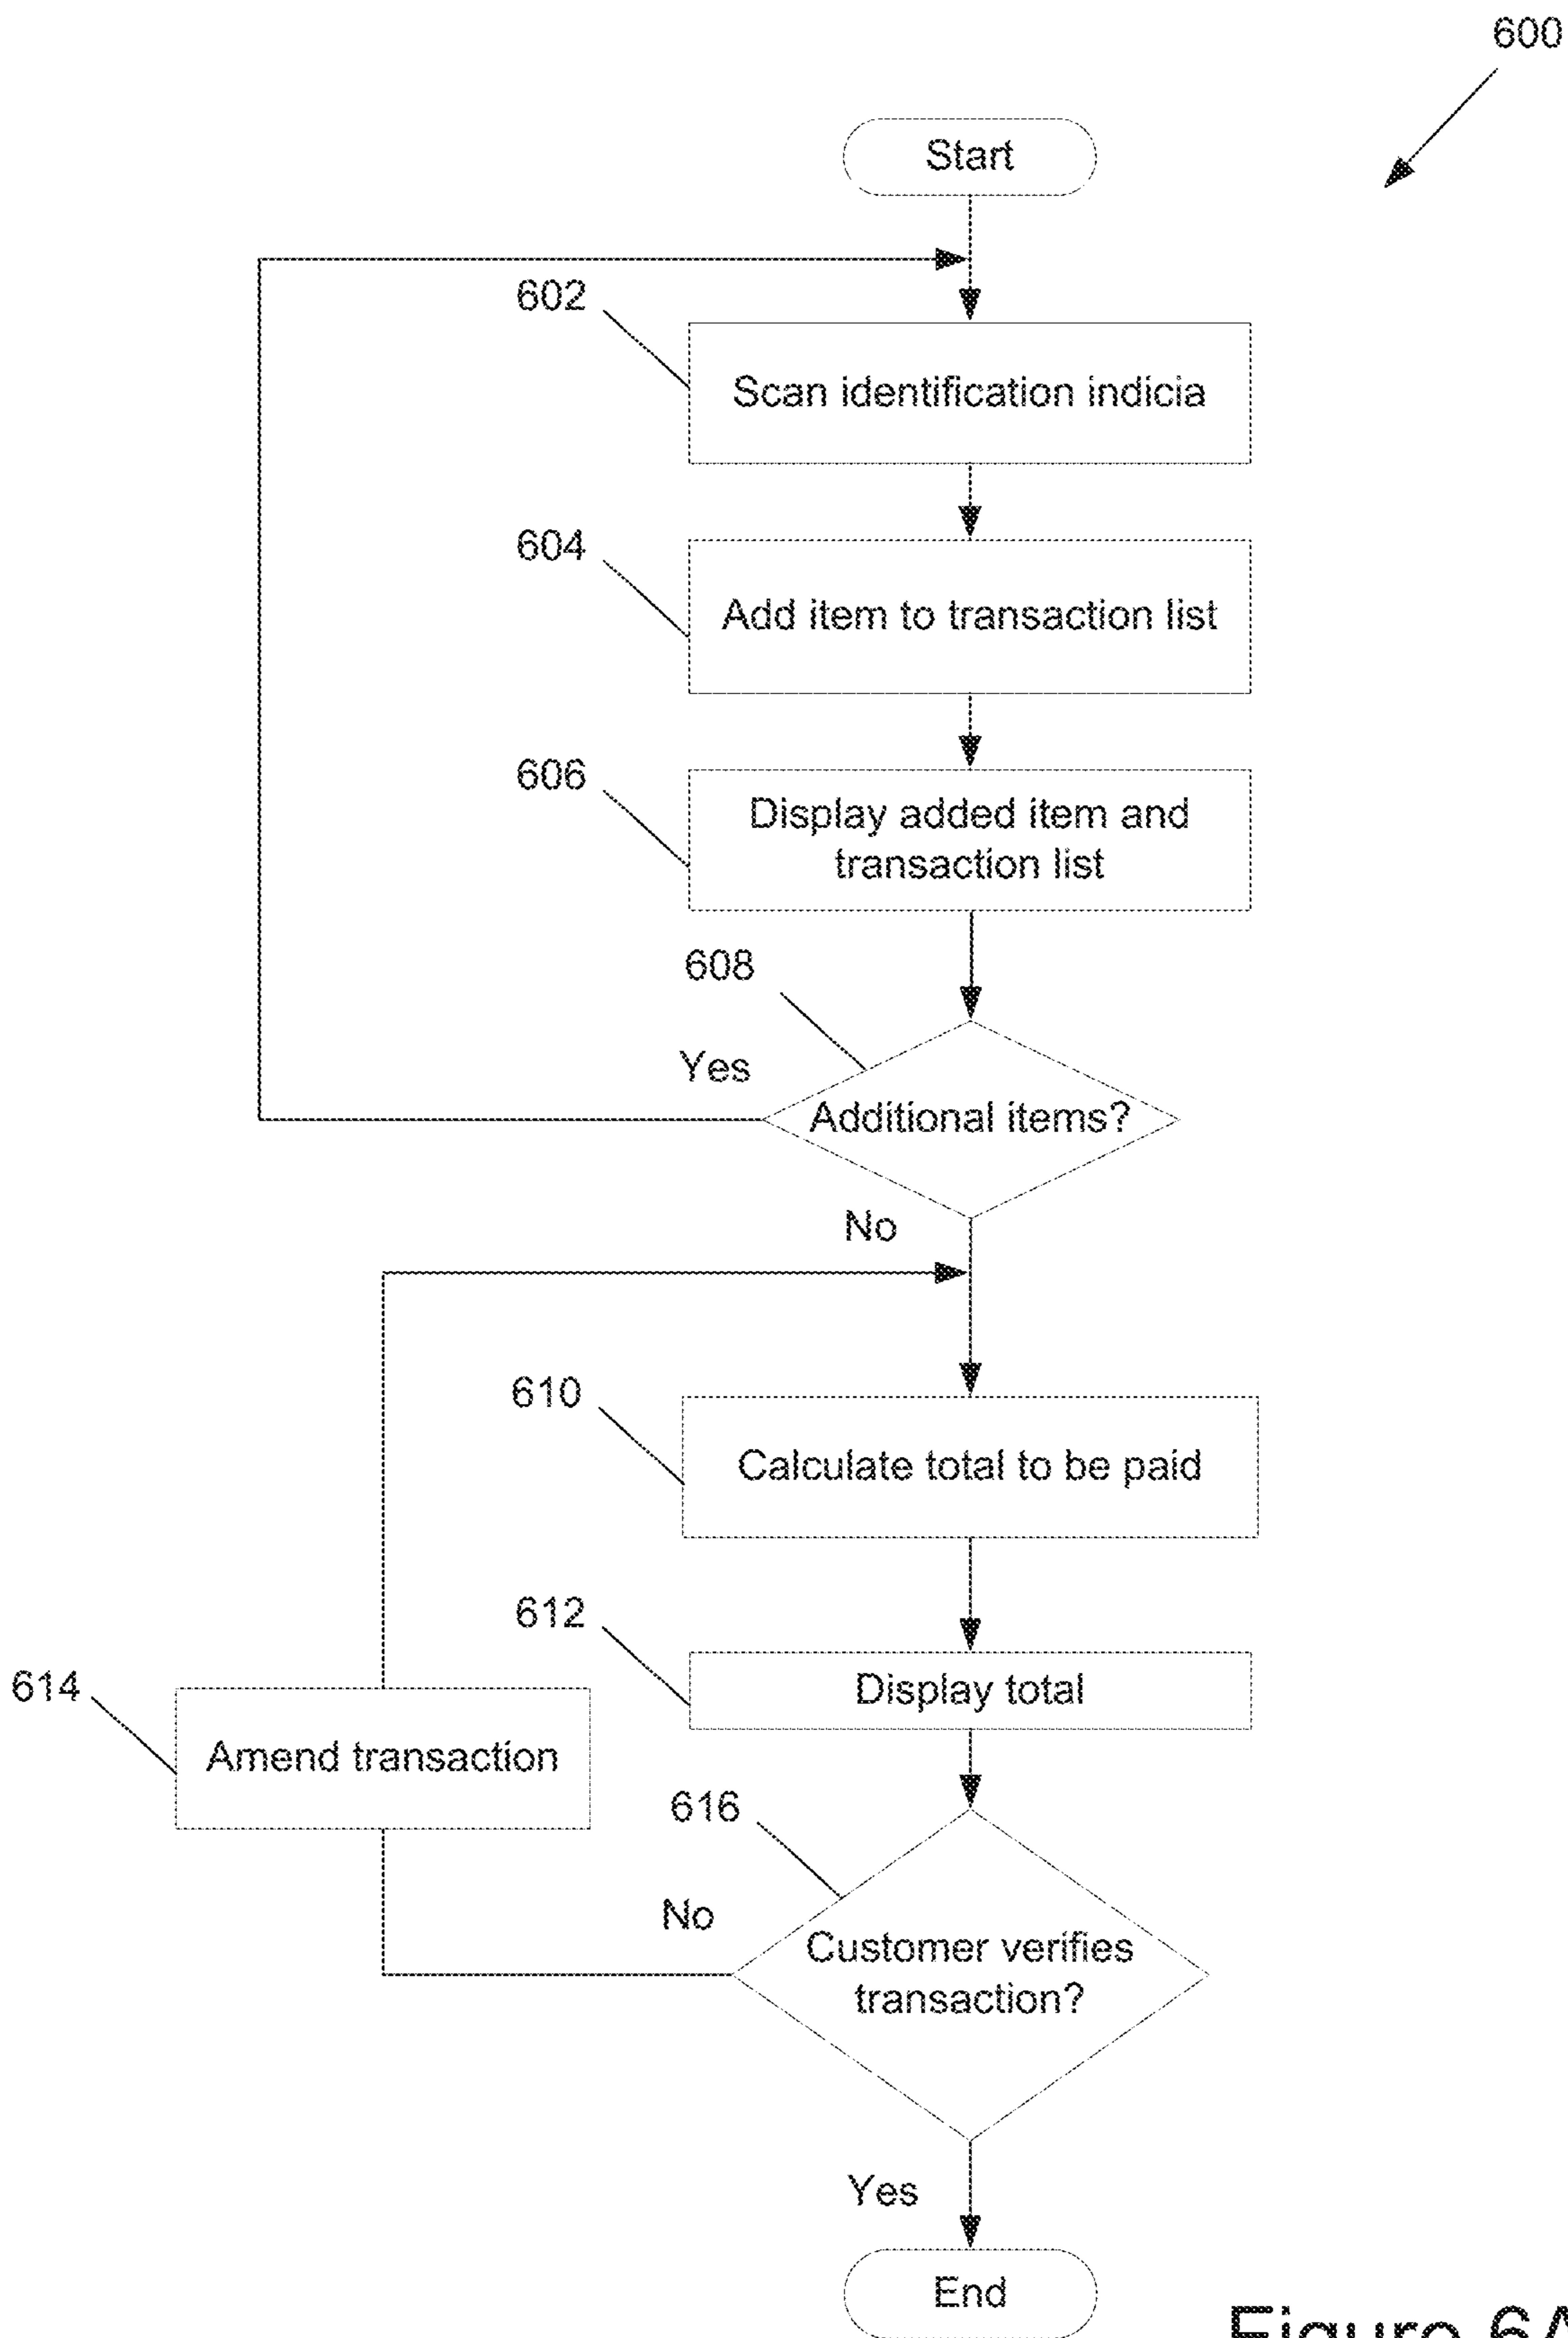 600
Start
602
Scan identification indicia
604
Add item to transaction list
606
Display added item and
transaction list
608
Yes
Additional items?
No
610
Calculate total to be paid
612
Display total
614
Amend transaction
616
No
Customer verifies
transaction?
Yes
End
Figure 6A